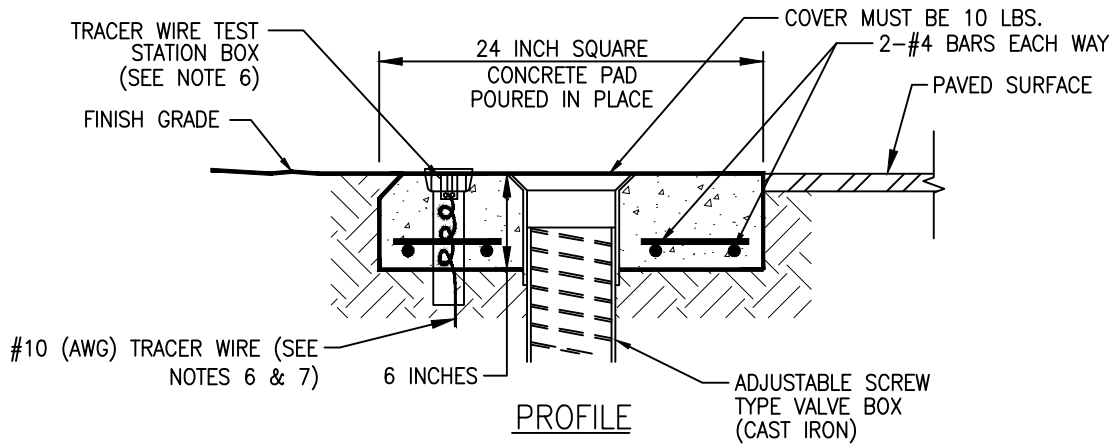 TRACER WIRE TEST
STATION BOX
(SEE NOTE 6)
FINISH GRADE
24 INCH SQUARE
CONCRETE PAD
POURED IN PLACE
COVER MUST BE 10 LBS.
2-#4 BARS EACH WAY
PAVED SURFACE
#10 (AWG) TRACER WIRE (SEE
NOTES 6 & 7)
6 INCHES
ADJUSTABLE SCREW
TYPE VALVE BOX
(CAST IRON)
PROFILE